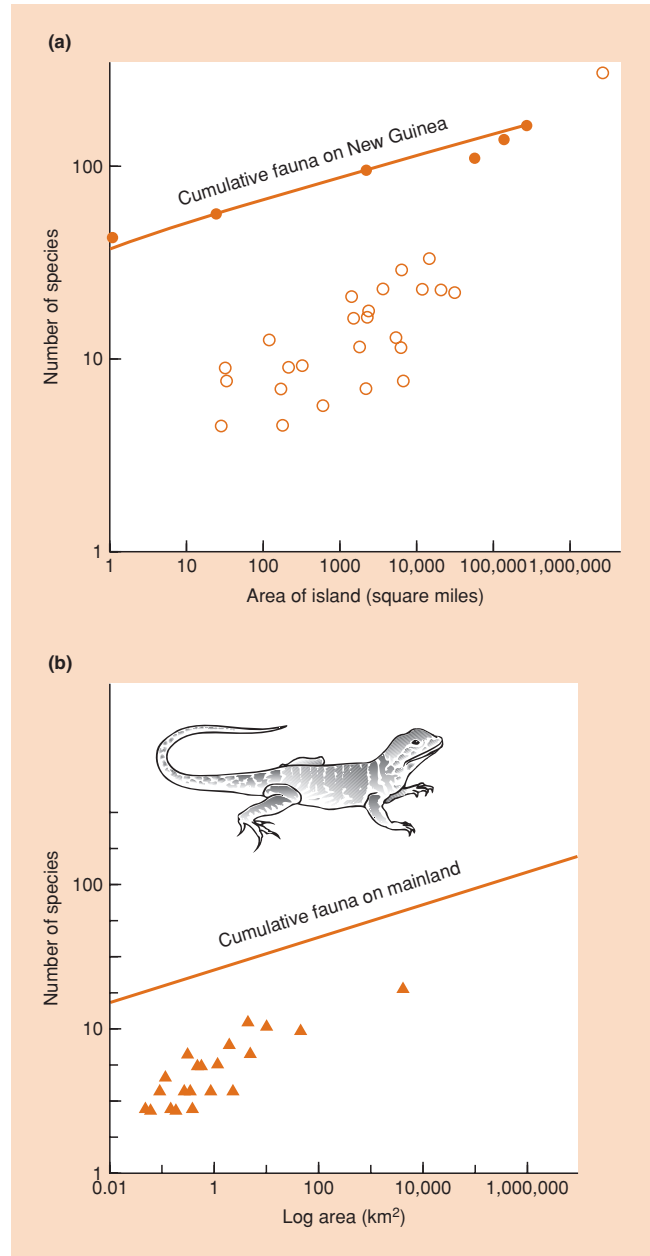 (a)
Number of species
100
10
1
Cumulative fauna on New Guinea
1
10
100
1000
10,000
100,000
1,000,000
Area of island (square miles)
(b)
Number of species
100
10
1
Cumulative fauna on mainland
0.01
1
100
10,000
1,000,000
Log area (km²)